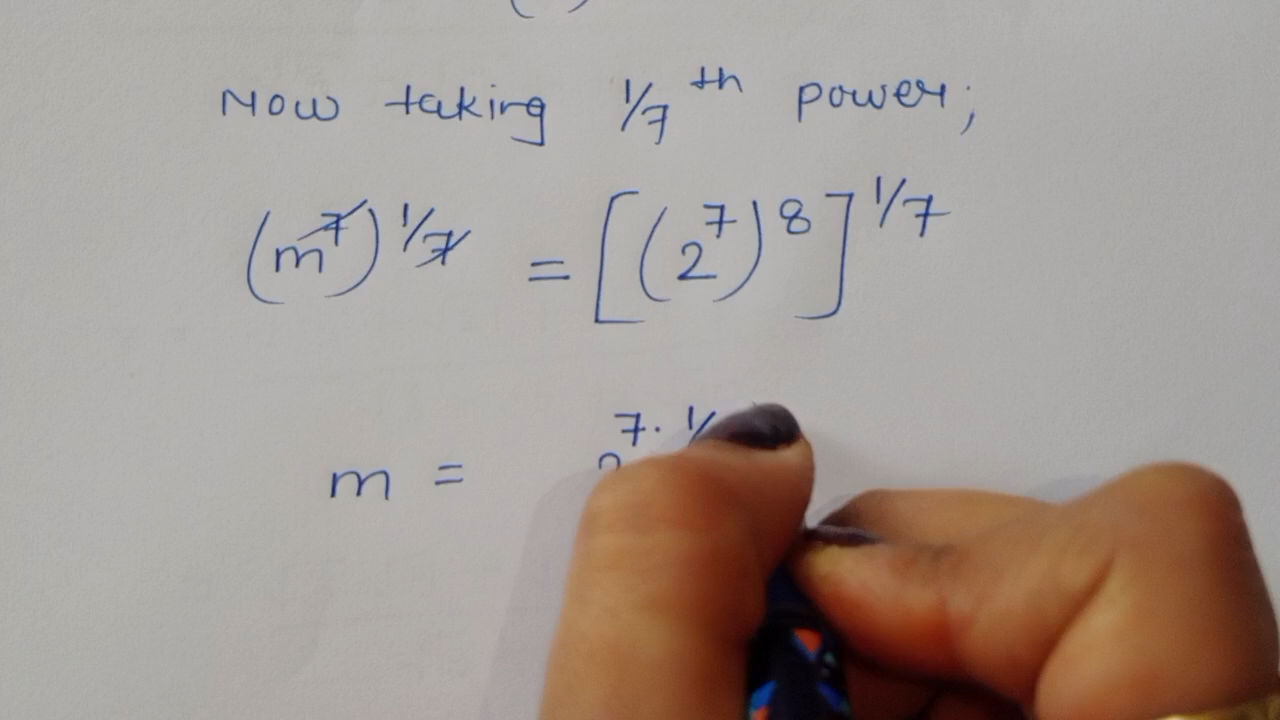 Now taking 1/7th power;
(m^7)^1/7 = [(2^7)^8]^1/7
m = 2^7·1/